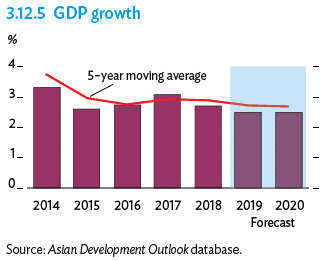 3.12.5 GDP growth
%
4
5-year moving average
3
2
1
0
2014 2015 2016 2017 2018 2019 2020
Forecast
Source: Asian Development Outlook database.